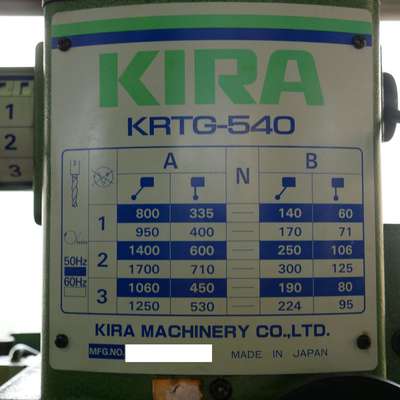 KIRA
KRTG-540
1
2
3
A N B
1 800 335 140 60
950 400 170 71
2 1400 600 250 106
1700 710 300 125
3 1060 450 190 80
1250 530 224 95
50Hz
60Hz
KIRA MACHINERY CO.,LTD.
MFG.NO. MADE IN JAPAN